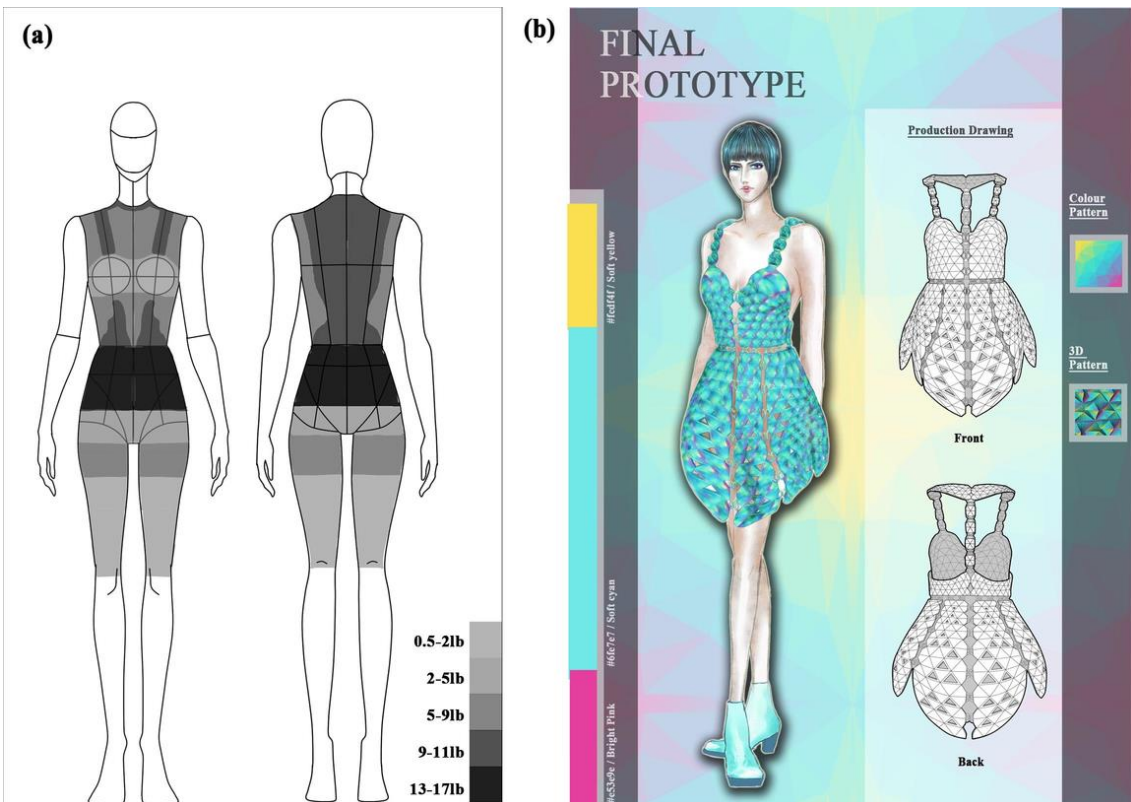 (a)
0.5-2lb
2-5lb
5-9lb
9-11lb
13-17lb
(b)
FINAL
PROTOTYPE
#fcdf4f / Soft yellow
#6fe7e7 / Soft cyan
#e53e9e / Bright Pink
Production Drawing
Front
Back
Colour
Pattern
3D
Pattern